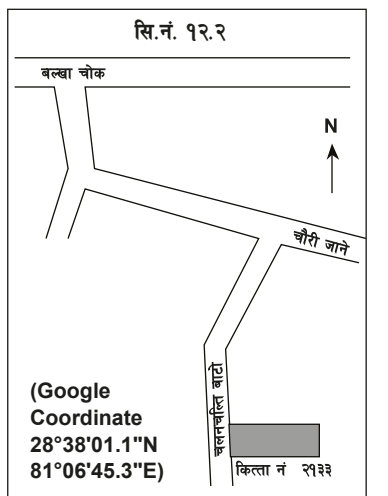 सि.नं. १२.२
बल्खा चोक
N
चौरी जाने
चलनचल्ति बाटो
(Google
Coordinate
28°38'01.1"N
81°06'45.3"E)
कित्ता नं २१३३